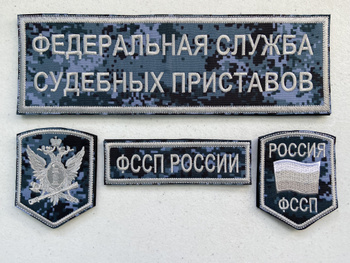 ФЕДЕРАЛЬНАЯ СЛУЖБА
СУДЕБНЫХ ПРИСТАВОВ
ФССП РОССИИ
РОССИЯ
ФССП